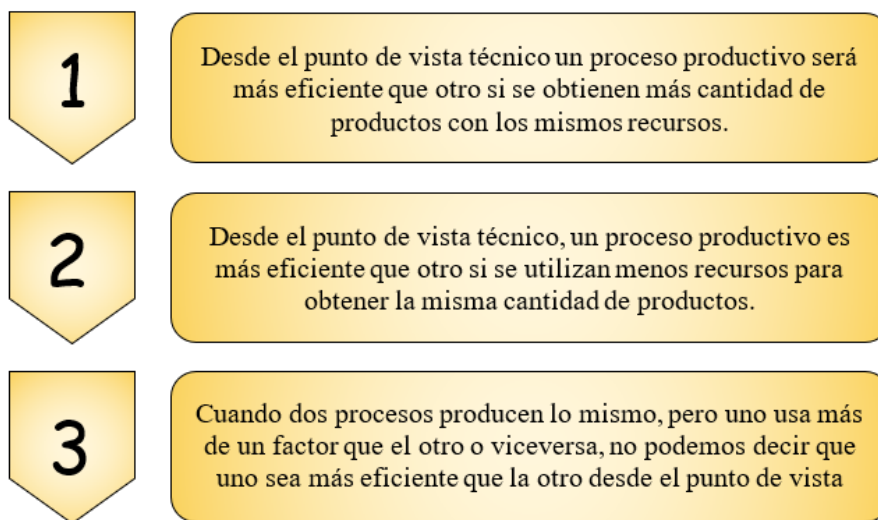 1
Desde el punto de vista técnico un proceso productivo será
más eficiente que otro si se obtienen más cantidad de
productos con los mismos recursos.
2
Desde el punto de vista técnico, un proceso productivo es
más eficiente que otro si se utilizan menos recursos para
obtener la misma cantidad de productos.
3
Cuando dos procesos producen lo mismo, pero uno usa más
de un factor que el otro o viceversa, no podemos decir que
uno sea más eficiente que la otro desde el punto de vista